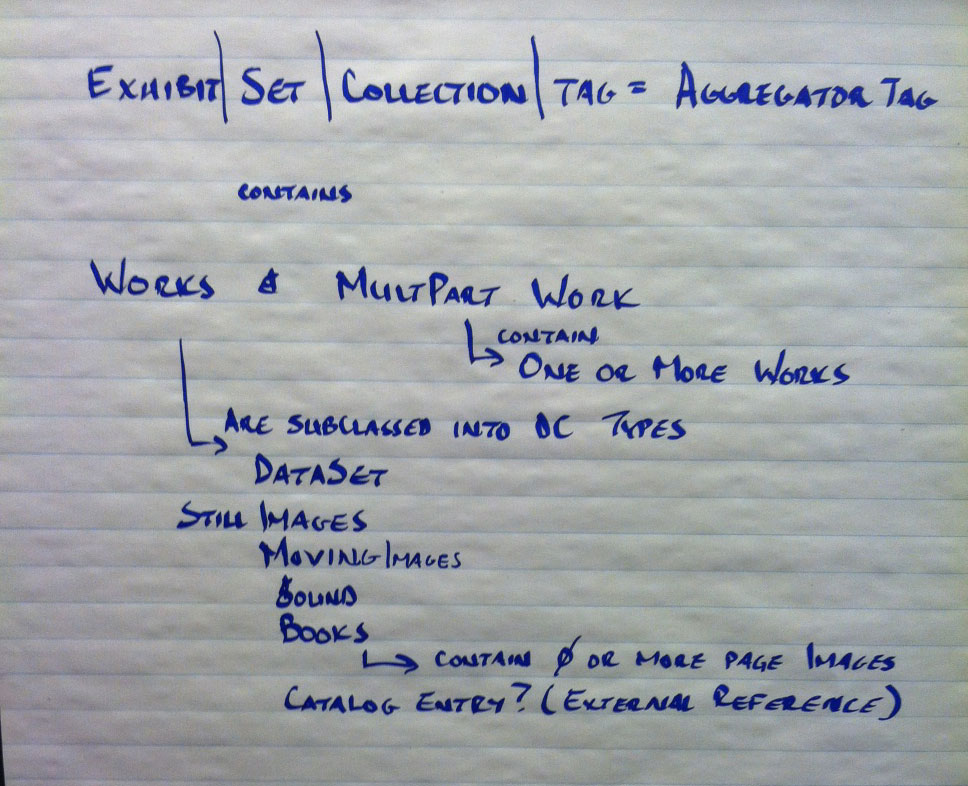 EXHIBIT | SET | COLLECTION | TAG = AGGREGATOR TAG
CONTAINS
WORKS & MULTPART WORK
CONTAIN
ONE OR MORE WORKS
ARE SUBCLASSED INTO DC TYPES
DATASET
STILL IMAGES
MOVING IMAGES
SOUND
BOOKS
CONTAIN Ø OR MORE PAGE IMAGES
CATALOG ENTRY? (EXTERNAL REFERENCE)